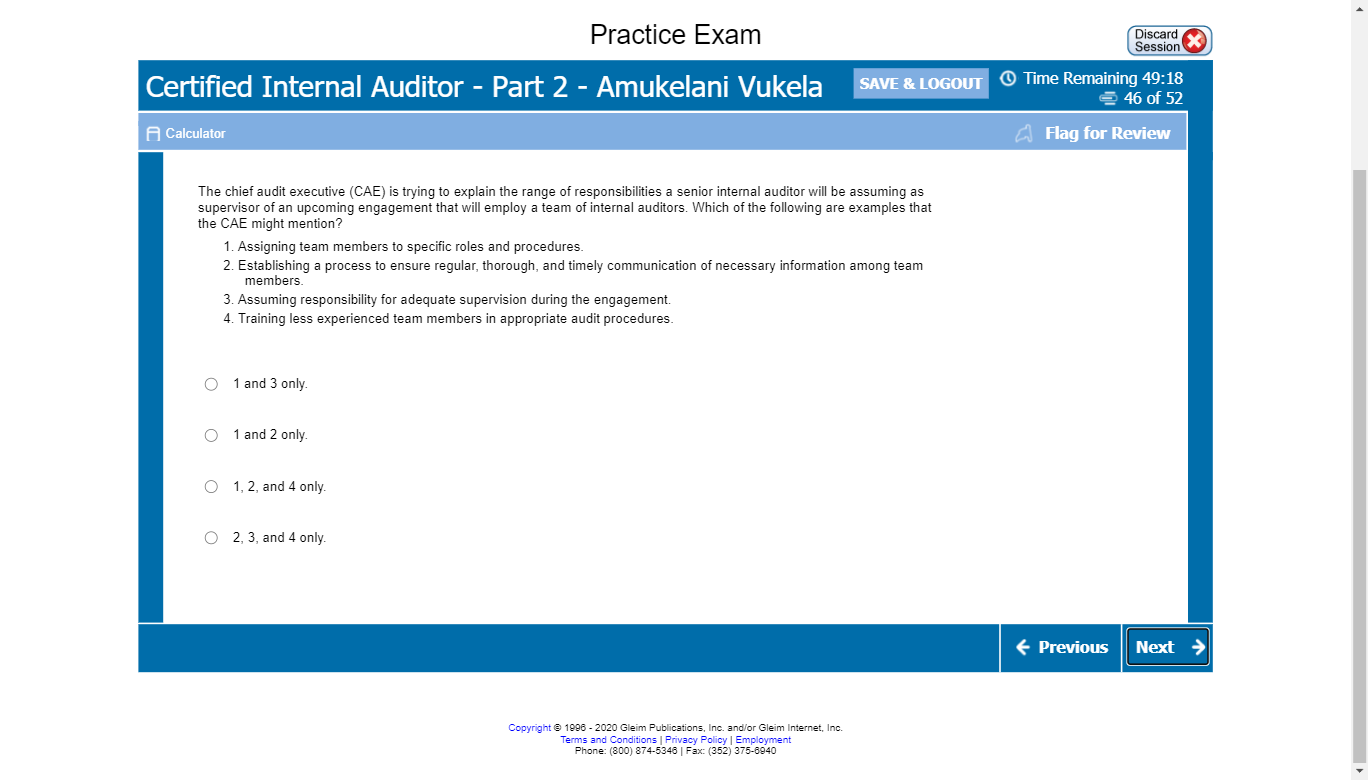 Practice Exam
Discard
Session
Certified Internal Auditor - Part 2 - Amukelani Vukela
SAVE & LOGOUT
Time Remaining 49:18
46 of 52
Calculator
Flag for Review
The chief audit executive (CAE) is trying to explain the range of responsibilities a senior internal auditor will be assuming as
supervisor of an upcoming engagement that will employ a team of internal auditors. Which of the following are examples that
the CAE might mention?
1. Assigning team members to specific roles and procedures.
2. Establishing a process to ensure regular, thorough, and timely communication of necessary information among team
members.
3. Assuming responsibility for adequate supervision during the engagement.
4. Training less experienced team members in appropriate audit procedures.
1 and 3 only.
1 and 2 only.
1, 2, and 4 only.
2, 3, and 4 only.
Previous
Next
Copyright © 1996 - 2020 Gleim Publications, Inc. and/or Gleim Internet, Inc.
Terms and Conditions | Privacy Policy | Employment
Phone: (800) 874-5346 | Fax: (352) 375-6940